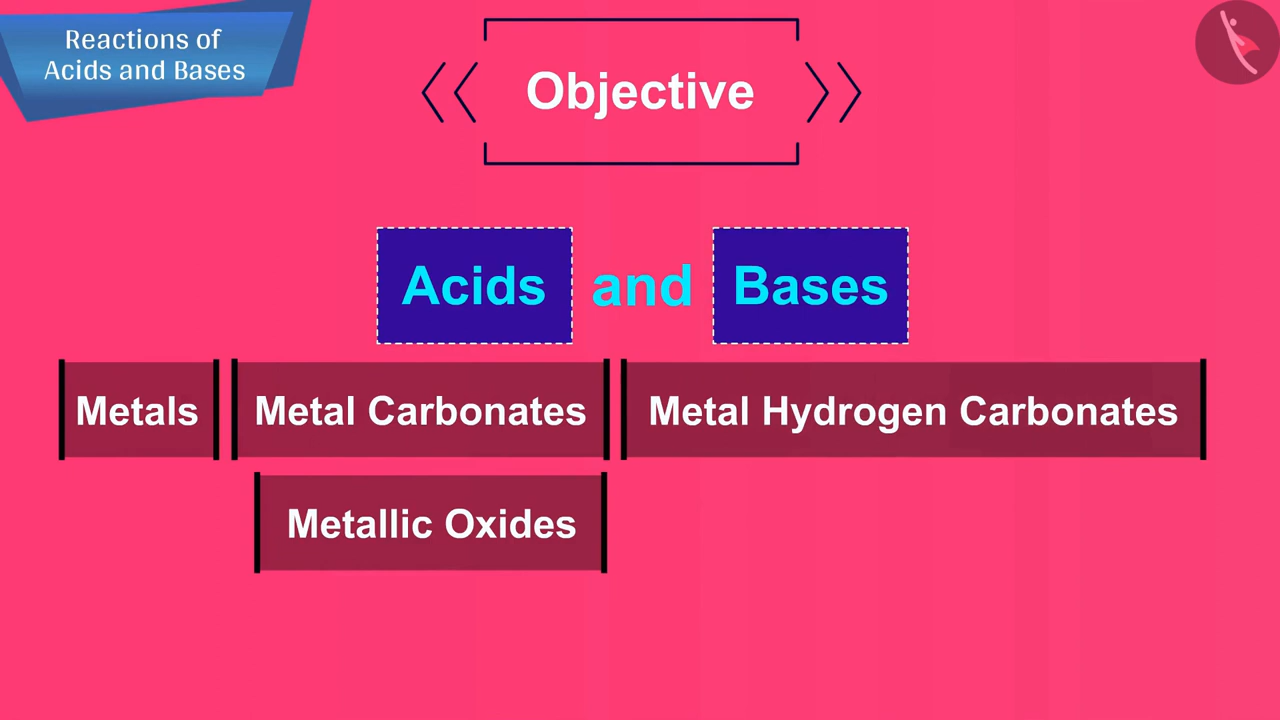 Reactions of
Acids and Bases
Objective
Acids and Bases
Metals Metal Carbonates Metal Hydrogen Carbonates
Metallic Oxides